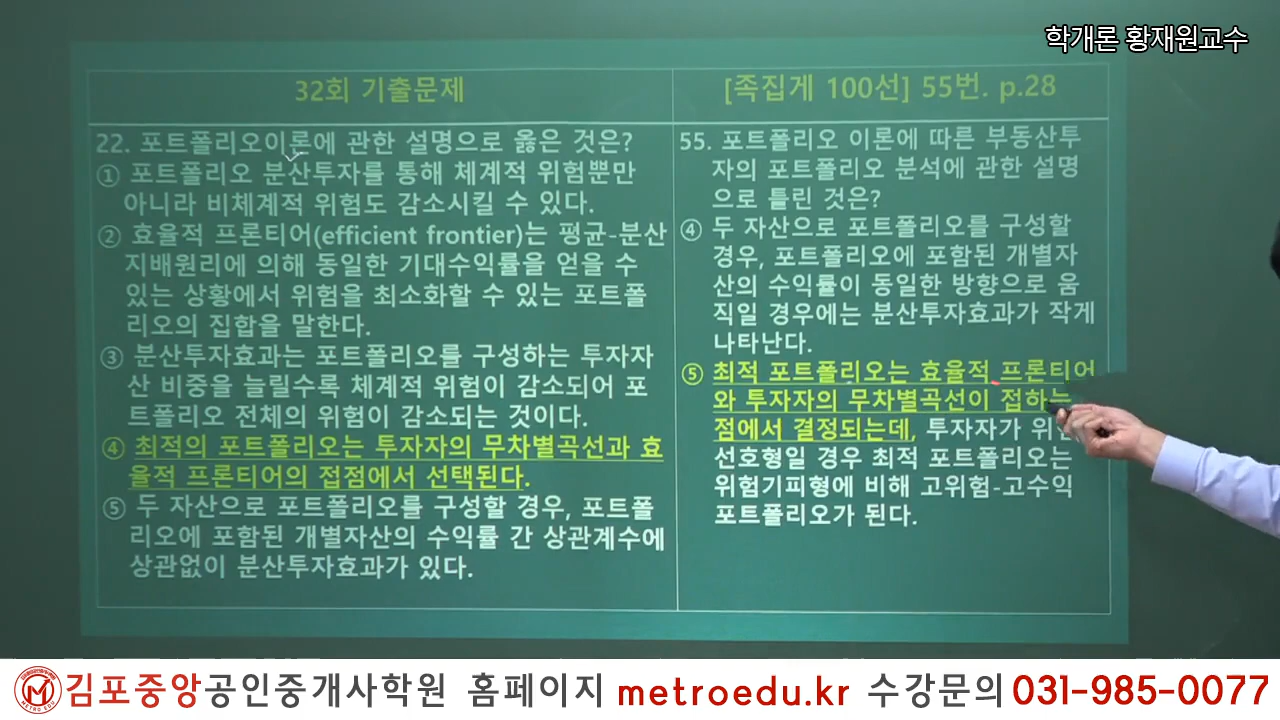 학개론 황재원교수
32회 기출문제
22. 포트폴리오이론에 관한 설명으로 옳은 것은?
① 포트폴리오 분산투자를 통해 체계적 위험뿐만
아니라 비체계적 위험도 감소시킬 수 있다.
② 효율적 프론티어(efficient frontier)는 평균-분산
지배원리에 의해 동일한 기대수익률을 얻을 수
있는 상황에서 위험을 최소화할 수 있는 포트폴
리오의 집합을 말한다.
③ 분산투자효과는 포트폴리오를 구성하는 투자자
산 비중을 늘릴수록 체계적 위험이 감소되어 포
트폴리오 전체의 위험이 감소되는 것이다.
④ 최적의 포트폴리오는 투자자의 무차별곡선과 효
율적 프론티어의 접점에서 선택된다.
⑤ 두 자산으로 포트폴리오를 구성할 경우, 포트폴
리오에 포함된 개별자산의 수익률 간 상관계수에
상관없이 분산투자효과가 있다.
[족집게 100선] 55번. p.28
55. 포트폴리오 이론에 따른 부동산투
자의 포트폴리오 분석에 관한 설명
으로 틀린 것은?
④ 두 자산으로 포트폴리오를 구성할
경우, 포트폴리오에 포함된 개별자
산의 수익률이 동일한 방향으로 움
직일 경우에는 분산투자효과가 작게
나타난다.
⑤ 최적 포트폴리오는 효율적 프론티어
와 투자자의 무차별곡선이 접하는
점에서 결정되는데, 투자자가 위험
선호형일 경우 최적 포트폴리오는
위험기피형에 비해 고위험-고수익
포트폴리오가 된다.
METRO EDU
김포중앙공인중개사학원 홈페이지 metroedu.kr 수강문의 031-985-0077